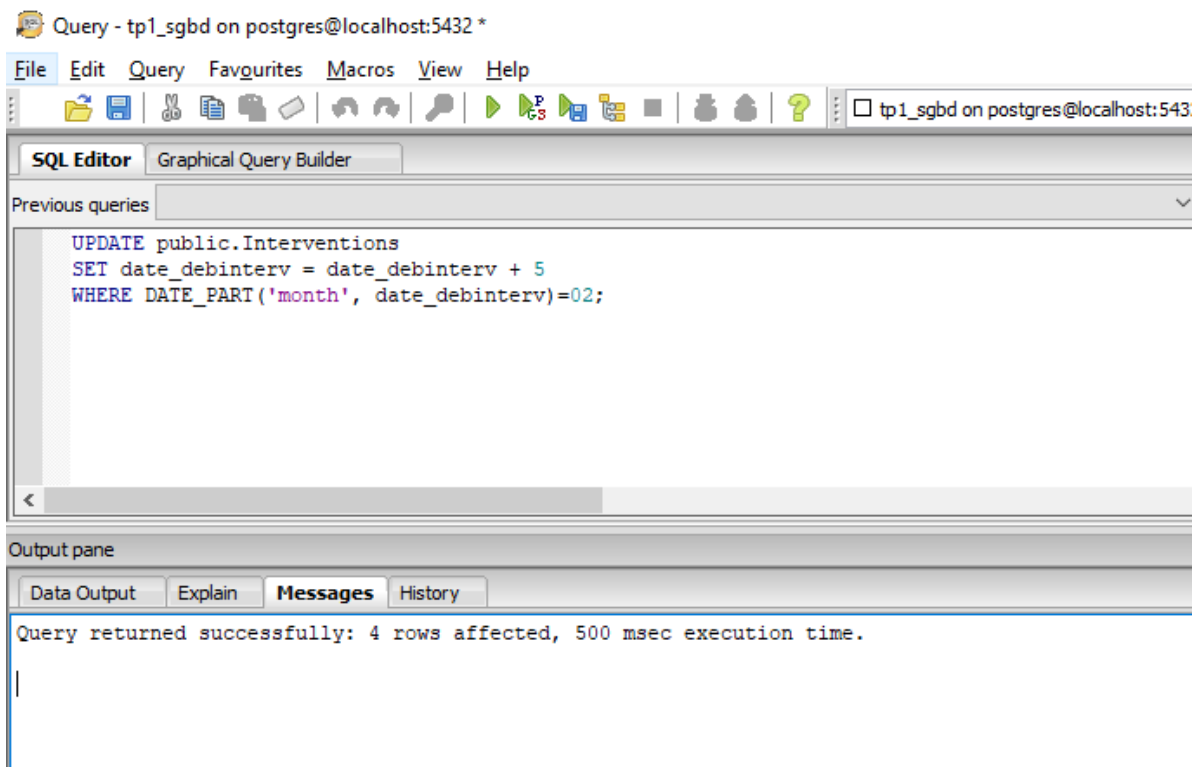 Query - tp1_sgbd on postgres@localhost:5432 *
File Edit Query Favourites Macros View Help
tp1_sgbd on postgres@localhost:543
SQL Editor Graphical Query Builder
Previous queries
UPDATE public.Interventions
SET date_debinterv = date_debinterv + 5
WHERE DATE_PART('month', date_debinterv)=02;
Output pane
Data Output Explain Messages History
Query returned successfully: 4 rows affected, 500 msec execution time.